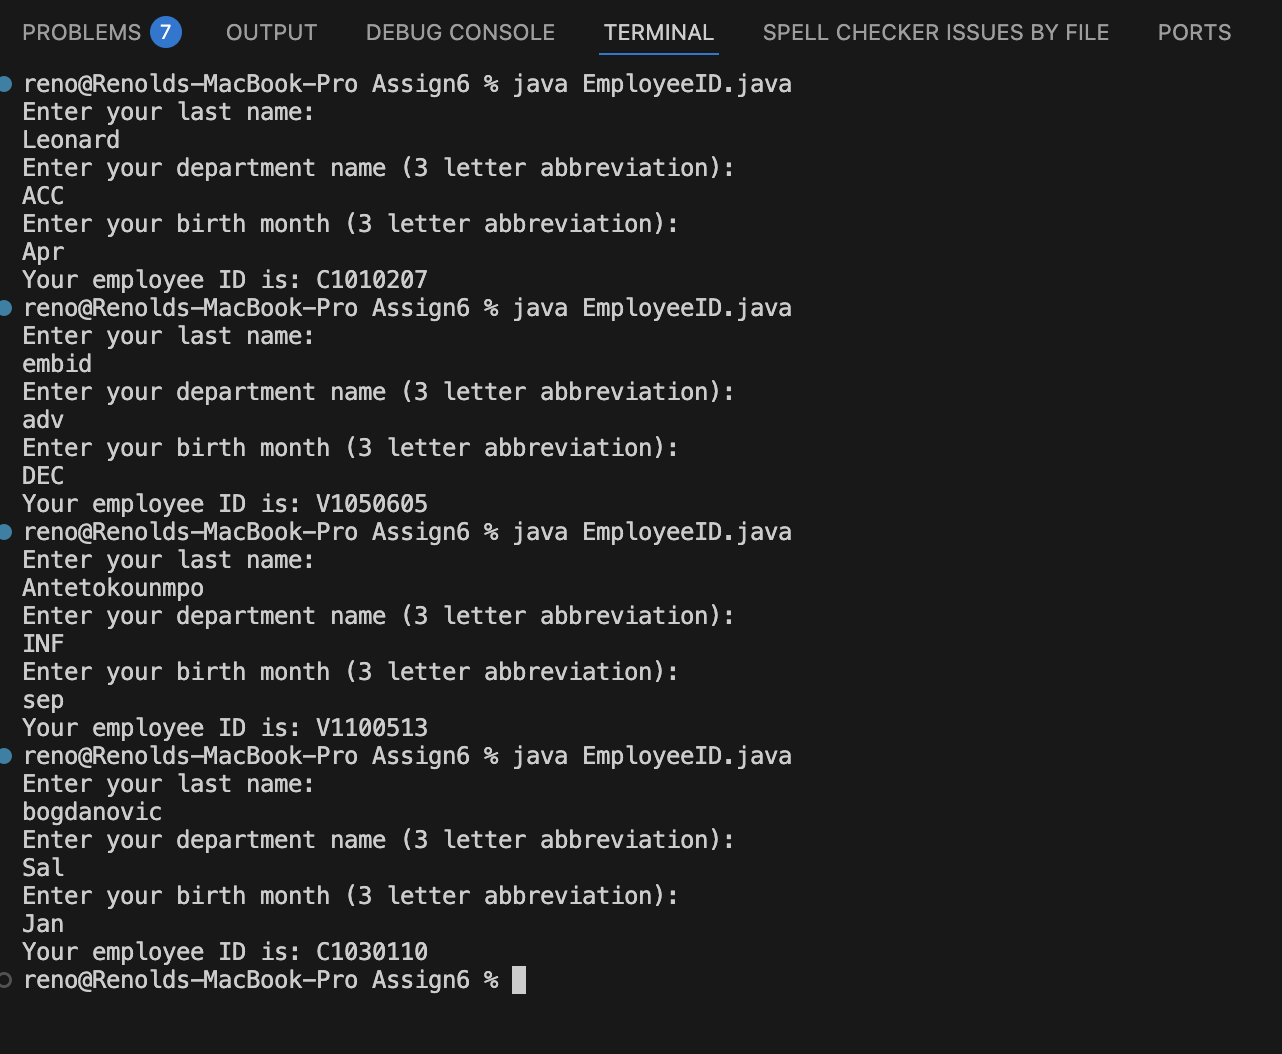 PROBLEMS 7 OUTPUT DEBUG CONSOLE TERMINAL SPELL CHECKER ISSUES BY FILE PORTS
reno@Renolds-MacBook-Pro Assign6 % java EmployeeID.java
Enter your last name:
Leonard
Enter your department name (3 letter abbreviation):
ACC
Enter your birth month (3 letter abbreviation):
Apr
Your employee ID is: C1010207
reno@Renolds-MacBook-Pro Assign6 % java EmployeeID.java
Enter your last name:
embid
Enter your department name (3 letter abbreviation):
adv
Enter your birth month (3 letter abbreviation):
DEC
Your employee ID is: V1050605
reno@Renolds-MacBook-Pro Assign6 % java EmployeeID.java
Enter your last name:
Antetokounmpo
Enter your department name (3 letter abbreviation):
INF
Enter your birth month (3 letter abbreviation):
sep
Your employee ID is: V1100513
reno@Renolds-MacBook-Pro Assign6 % java EmployeeID.java
Enter your last name:
bogdanovic
Enter your department name (3 letter abbreviation):
Sal
Enter your birth month (3 letter abbreviation):
Jan
Your employee ID is: C1030110
reno@Renolds-MacBook-Pro Assign6 %